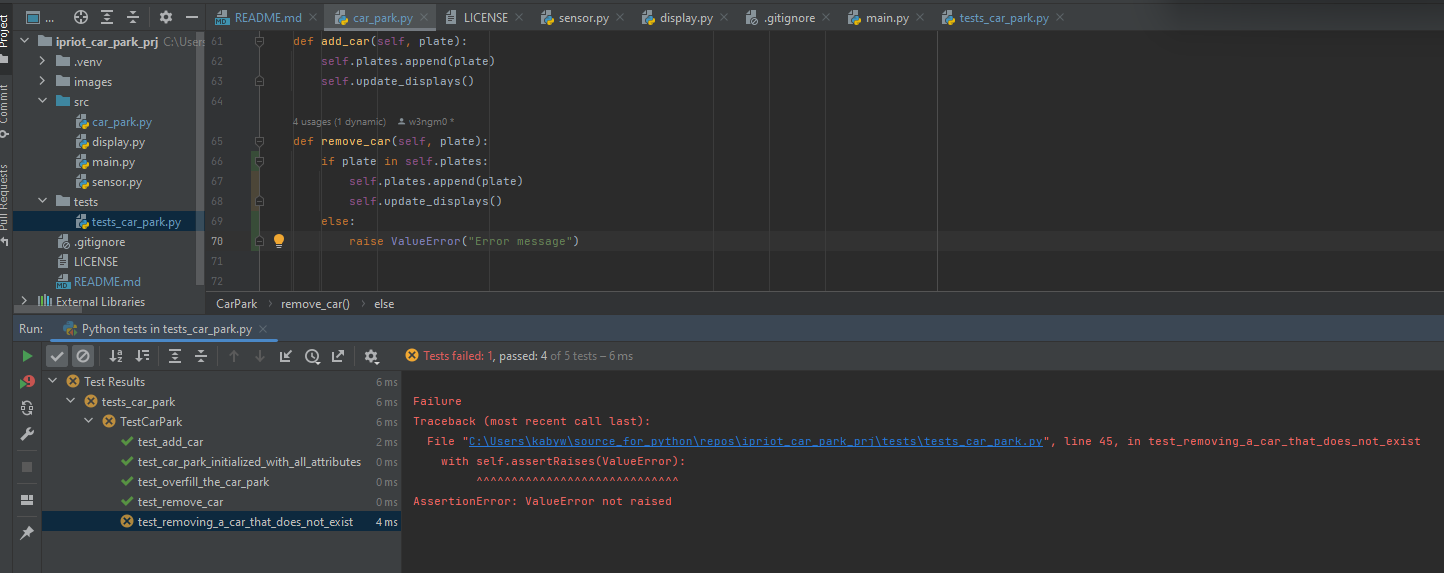 Project
Commit
Pull Requests
...
README.md
car_park.py
LICENSE
sensor.py
display.py
.gitignore
main.py
tests_car_park.py
ipriot_car_park_prj C:\Users
.venv
images
src
car_park.py
display.py
main.py
sensor.py
tests
tests_car_park.py
.gitignore
LICENSE
README.md
External Libraries
61 def add_car(self, plate):
62 self.plates.append(plate)
63 self.update_displays()
64
4 usages (1 dynamic) w3ngm0 *
65 def remove_car(self, plate):
66 if plate in self.plates:
67 self.plates.append(plate)
68 self.update_displays()
69 else:
70 raise ValueError("Error message")
71
72
CarPark > remove_car() > else
Run: Python tests in tests_car_park.py
Tests failed: 1, passed: 4 of 5 tests – 6 ms
Test Results 6 ms
tests_car_park 6 ms
TestCarPark 6 ms
test_add_car 2 ms
test_car_park_initialized_with_all_attributes 0 ms
test_overfill_the_car_park 0 ms
test_remove_car 0 ms
test_removing_a_car_that_does_not_exist 4 ms
Failure
Traceback (most recent call last):
File "C:\Users\kabyw\source_for_python\repos\ipriot_car_park_prj\tests\tests_car_park.py", line 45, in test_removing_a_car_that_does_not_exist
with self.assertRaises(ValueError):
^^^^^^^^^^^^^^^^^^^^^^^^^^^^^
AssertionError: ValueError not raised